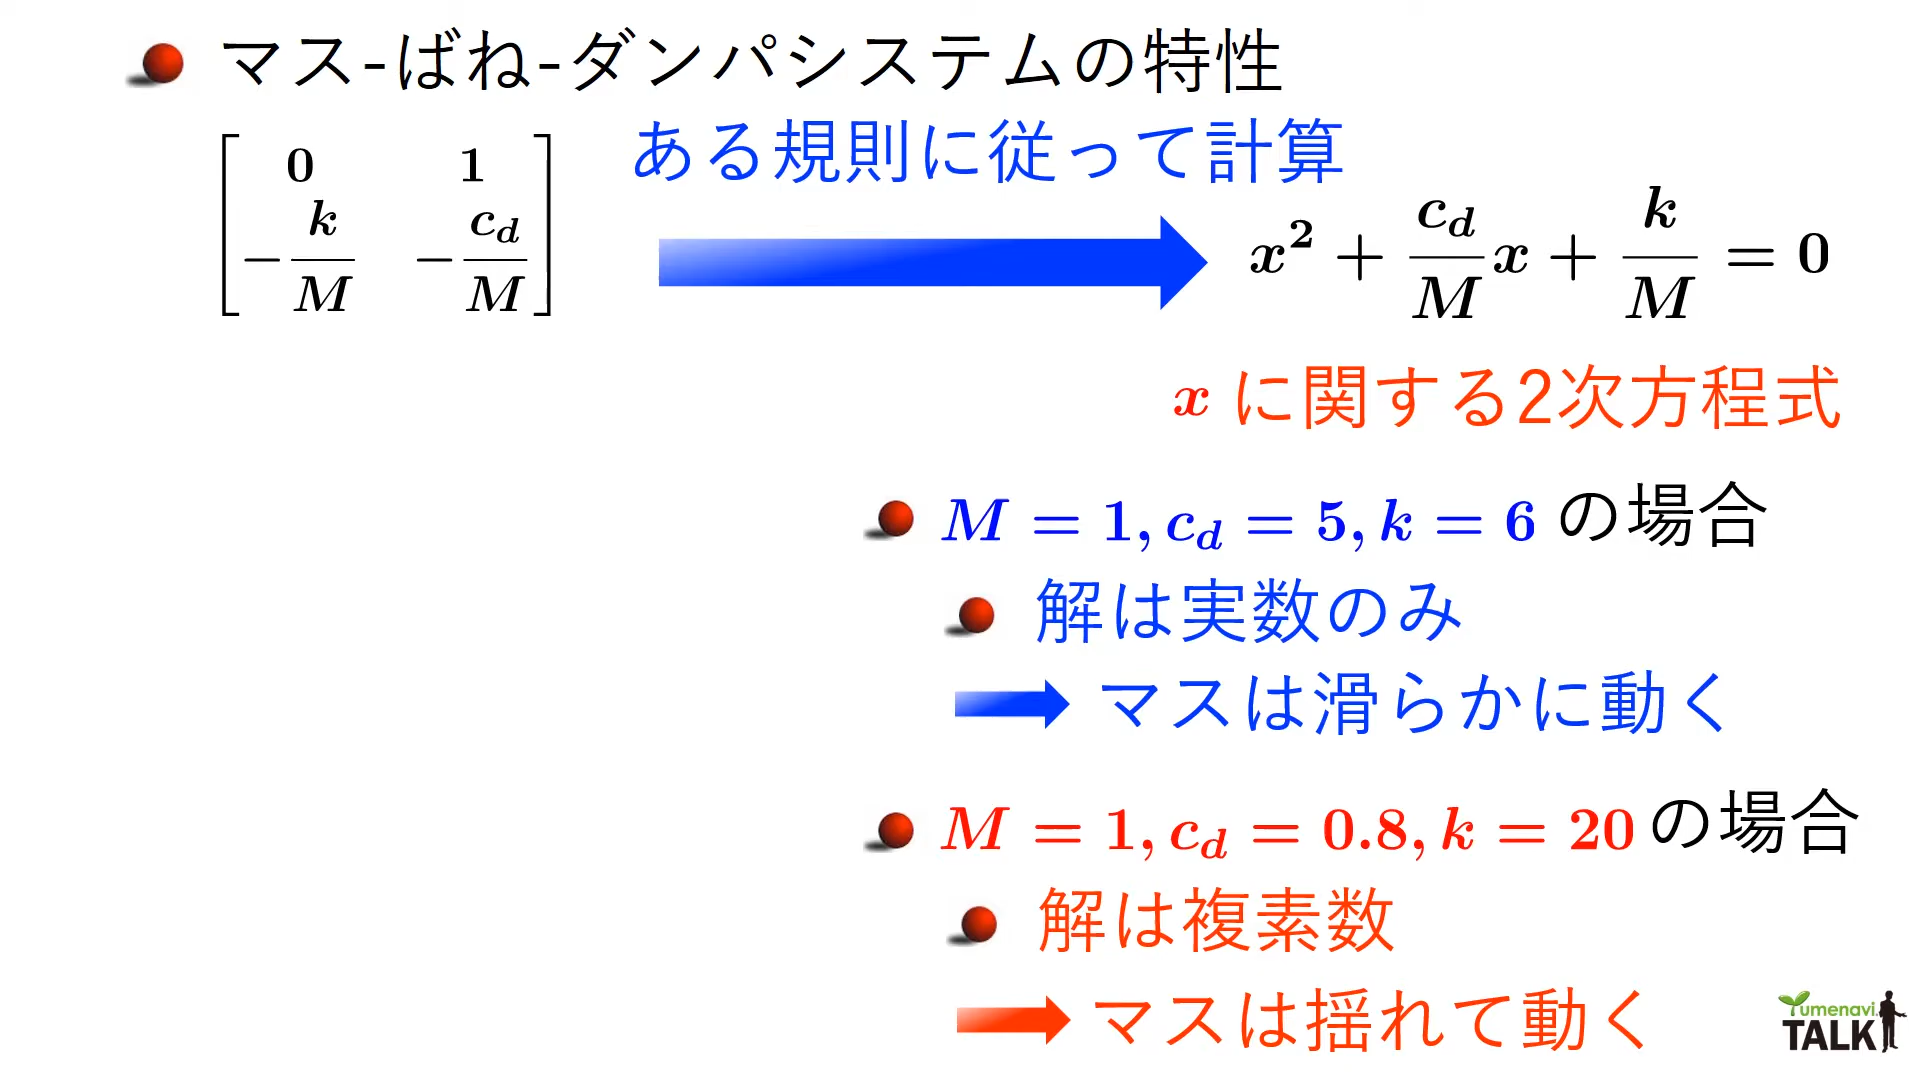 マス-ばね-ダンパシステムの特性
ある規則に従って計算
[0 1
-k/M -c_d/M]
x² + c_d/M x + k/M = 0
x に関する2次方程式
M = 1, c_d = 5, k = 6 の場合
解は実数のみ
マスは滑らかに動く
M = 1, c_d = 0.8, k = 20 の場合
解は複素数
マスは揺れて動く
Yumenavi
TALK